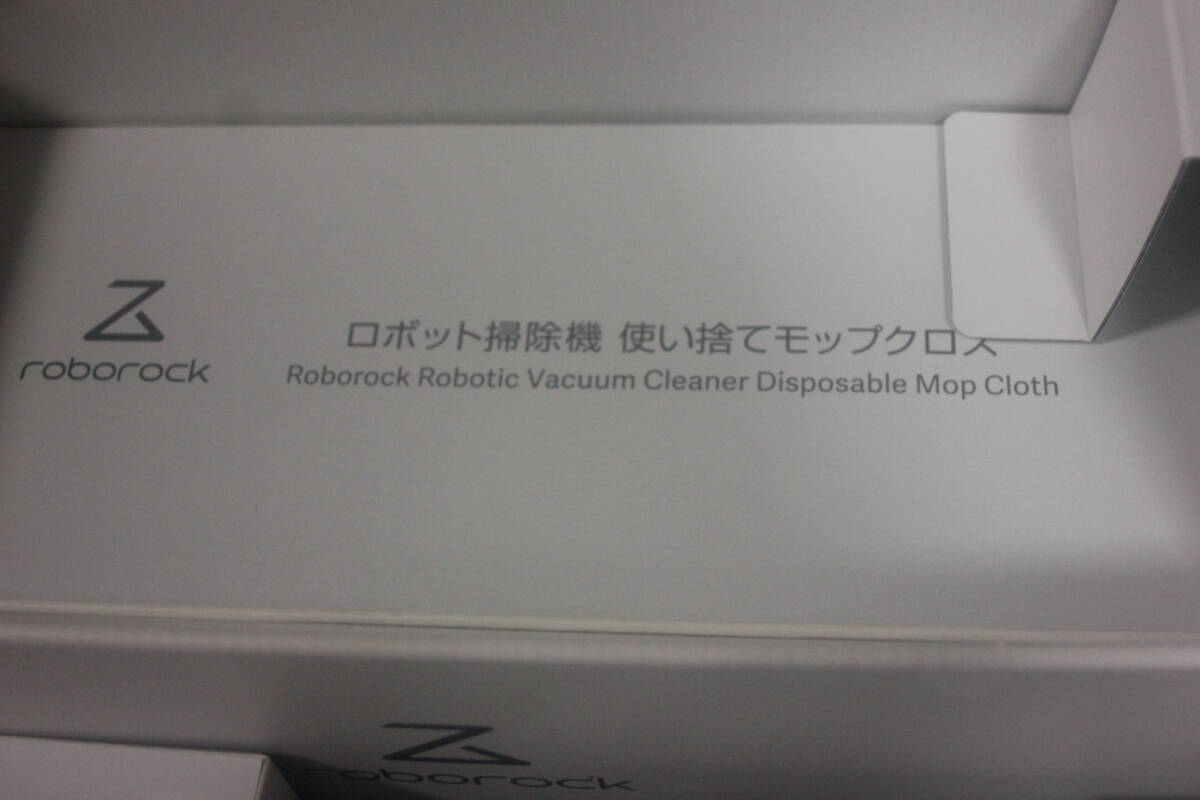 roborock
ロボット掃除機 使い捨てモップクロス
Roborock Robotic Vacuum Cleaner Disposable Mop Cloth
roborock